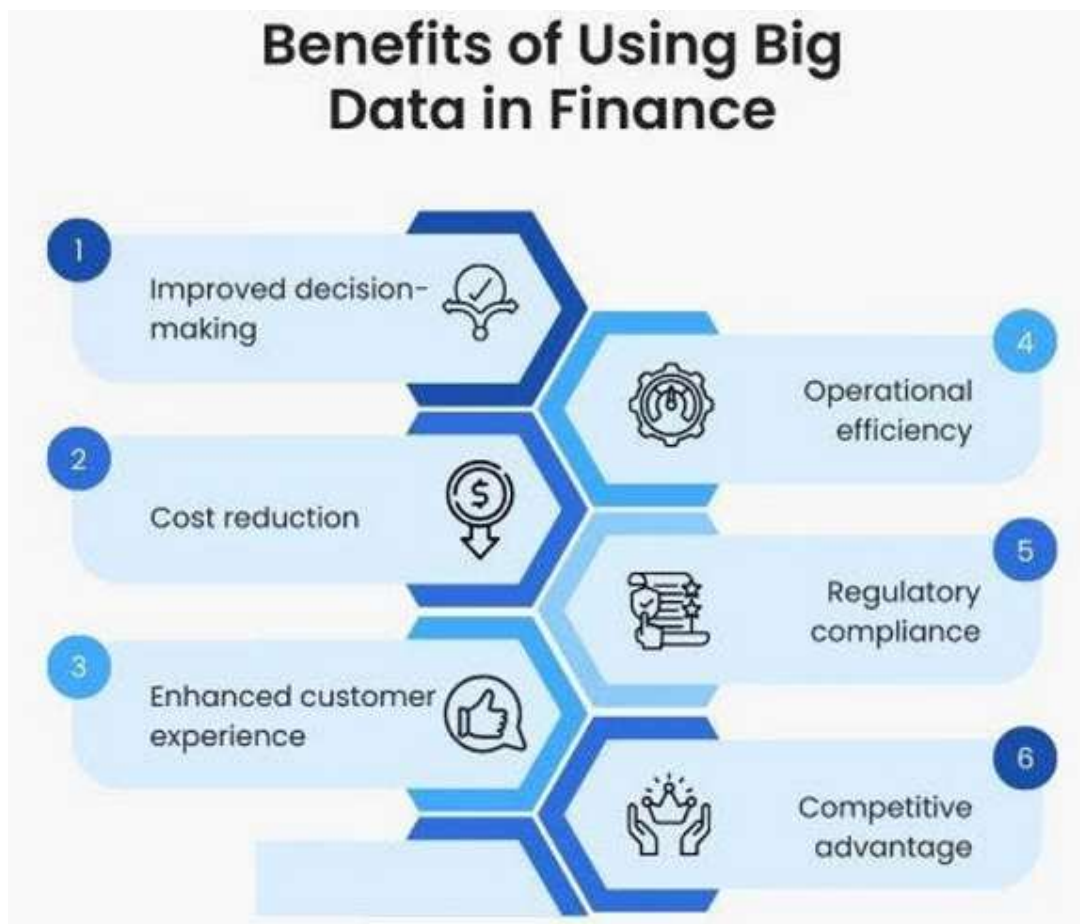 Benefits of Using Big
Data in Finance
1
Improved decision-
making
2
Cost reduction
$
3
Enhanced customer
experience
4
Operational
efficiency
5
Regulatory
compliance
6
Competitive
advantage